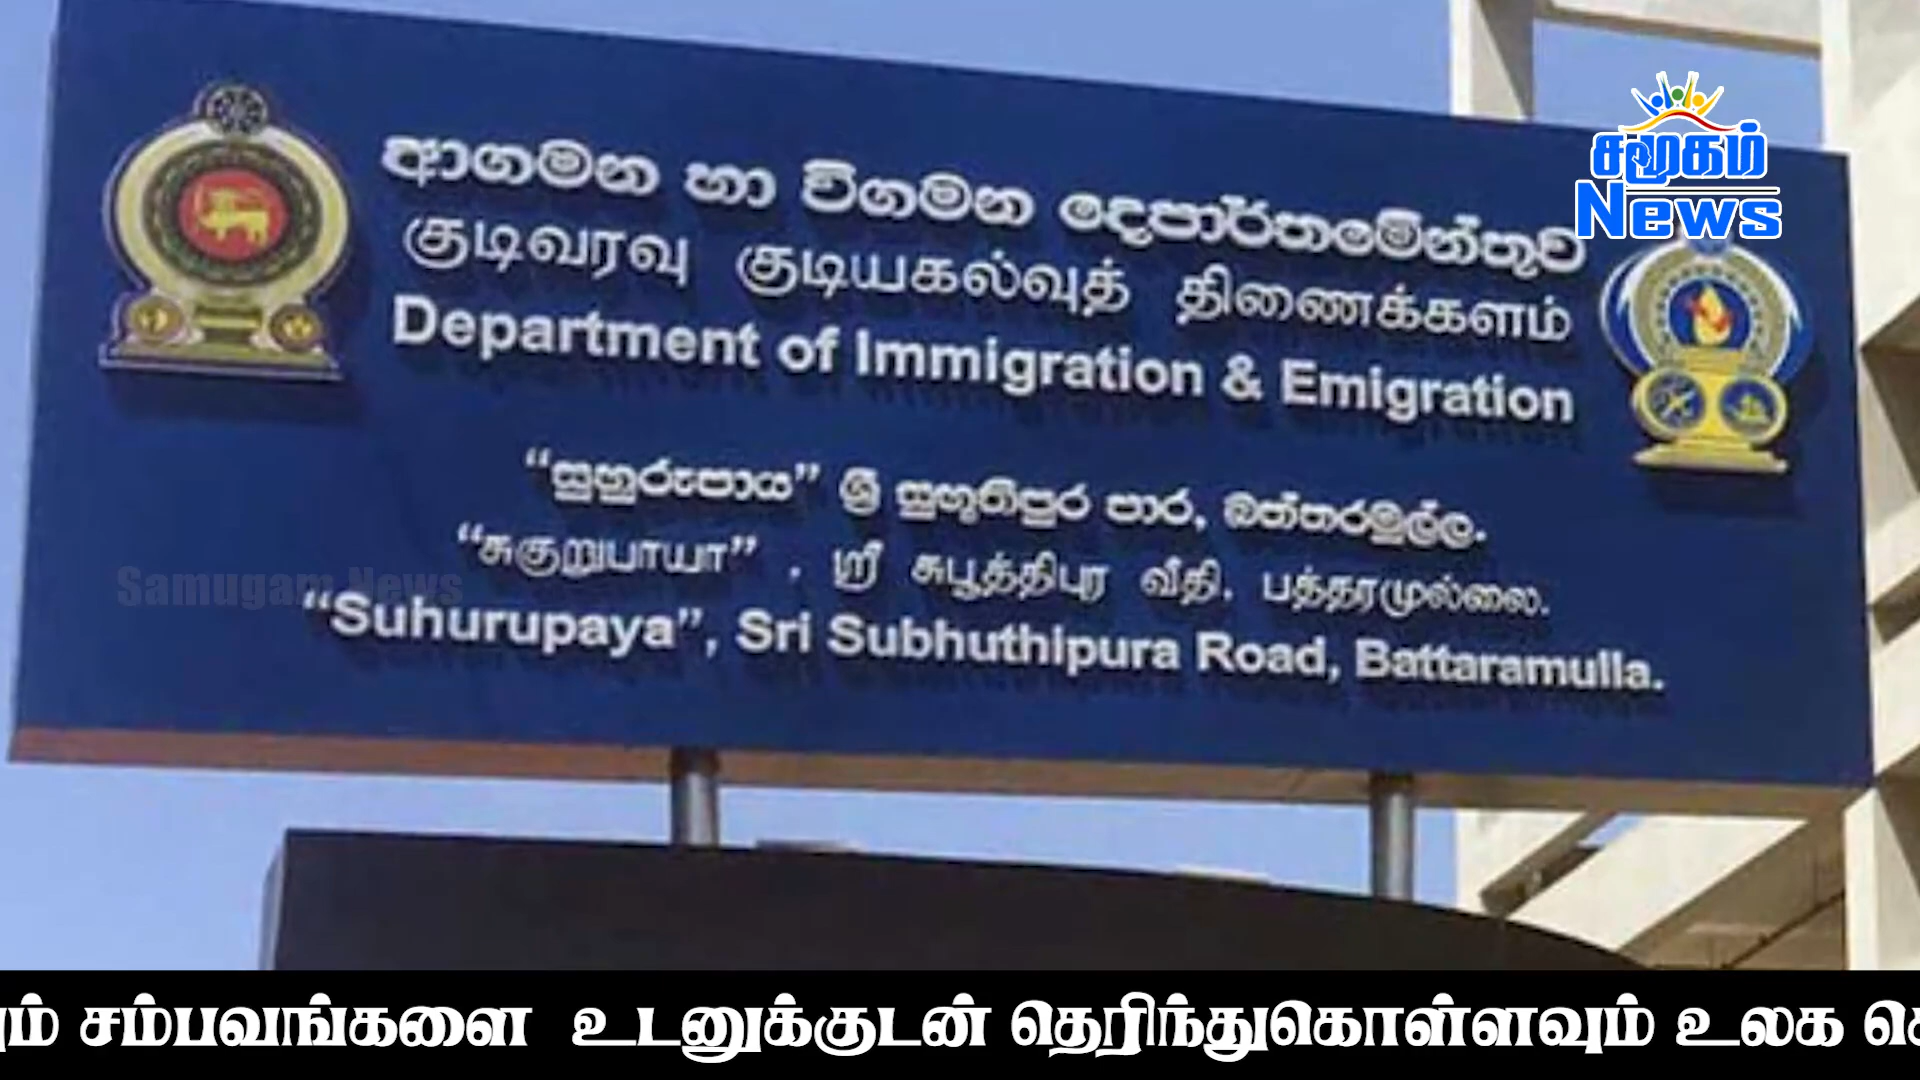 ආගමන හා විගමන දෙපාර්තමේන්තුව
குடிவரவு குடியகல்வுத் திணைக்களம்
Department of Immigration & Emigration
“සුහුරුපාය” ශ්‍රී සුභූතිපුර පාර, බත්තරමුල්ල.
“சுகுறுபாயா” , ஸ்ரீ சுபூத்திபுர வீதி, பத்தரமுல்லை.
“Suhurupaya”, Sri Subhuthipura Road, Battaramulla.
சமூகம்
News
Samugam News
ம் சம்பவங்களை உடனுக்குடன் தெரிந்துகொள்ளவும் உலக செ